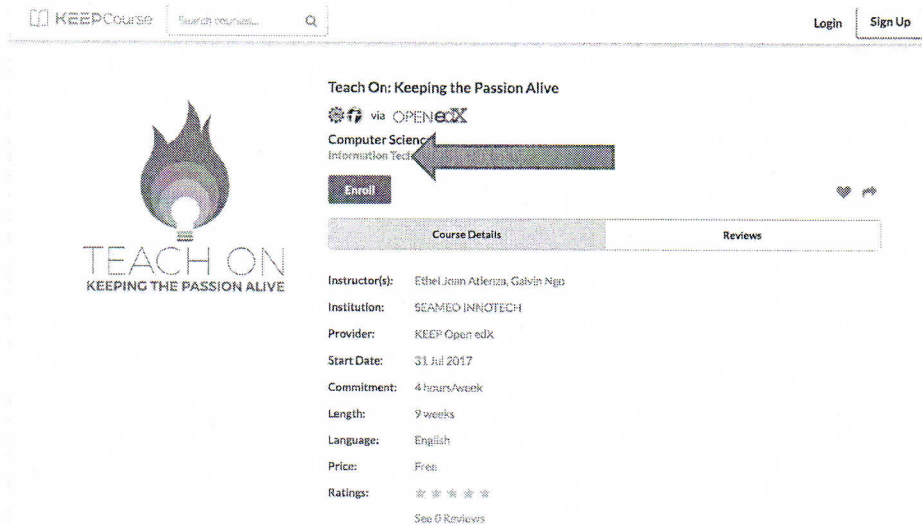 KEEPCourse Search courses... Login Sign Up
Teach On: Keeping the Passion Alive
via OPENedX
Computer Scienc
Information Tec
Enroll
Course Details Reviews
TEACH ON
KEEPING THE PASSION ALIVE
Instructor(s): Ethel Joan Atienza, Galvin Ngo
Institution: SEAMEO INNOTECH
Provider: KEEP Open edX
Start Date: 31 Jul 2017
Commitment: 4 hours/week
Length: 9 weeks
Language: English
Price: Free
Ratings:
See 0 Reviews